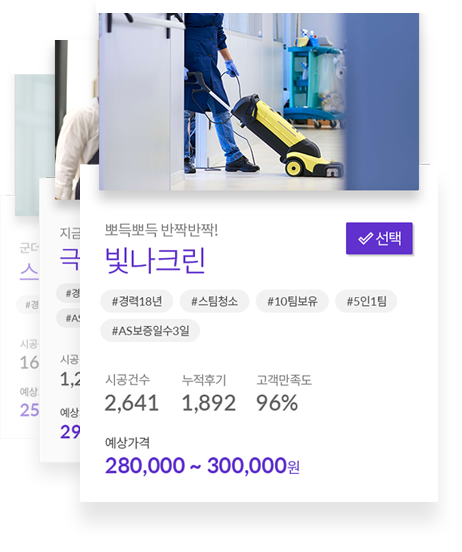 뽀득뽀득 반짝반짝!
빛나크린
선택
#경력18년 #스팀청소 #10팀보유 #5인1팀
#AS보증일수3일
시공건수 누적후기 고객만족도
2,641 1,892 96%
예상가격
280,000 ~ 300,000원
지금
극
시공
1,2
예상
29
군더
스
시공
16
예상
25